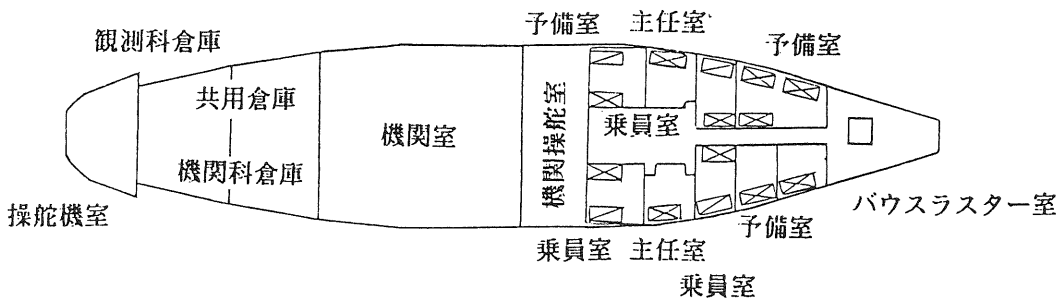 予備室
主任室
観測科倉庫
予備室
共用倉庫
機関室
機関操舵室
乗員室
機関科倉庫
操舵機室
バウスラスター室
予備室
乗員室
主任室
乗員室